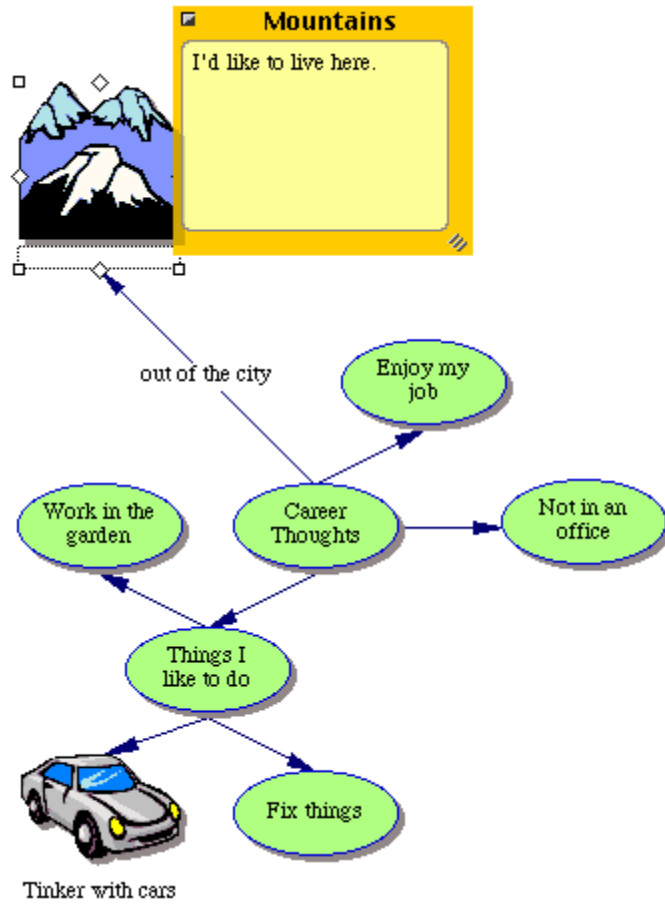 Mountains
I'd like to live here.
out of the city
Enjoy my
job
Work in the
garden
Career
Thoughts
Not in an
office
Things I
like to do
Fix things
Tinker with cars